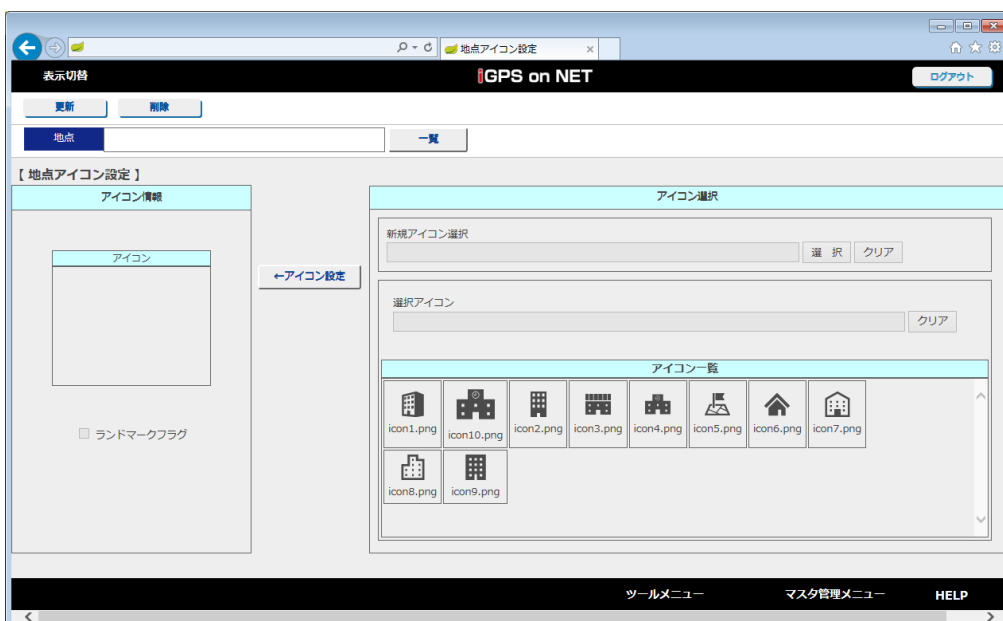 地点アイコン設定
表示切替
iGPS on NET
ログアウト
更新
削除
地点
一覧
【 地点アイコン設定 】
アイコン情報
アイコン
ランドマークフラグ
←アイコン設定
アイコン選択
新規アイコン選択
選 択
クリア
選択アイコン
クリア
アイコン一覧
icon1.png
icon10.png
icon2.png
icon3.png
icon4.png
icon5.png
icon6.png
icon7.png
icon8.png
icon9.png
ツールメニュー
マスタ管理メニュー
HELP